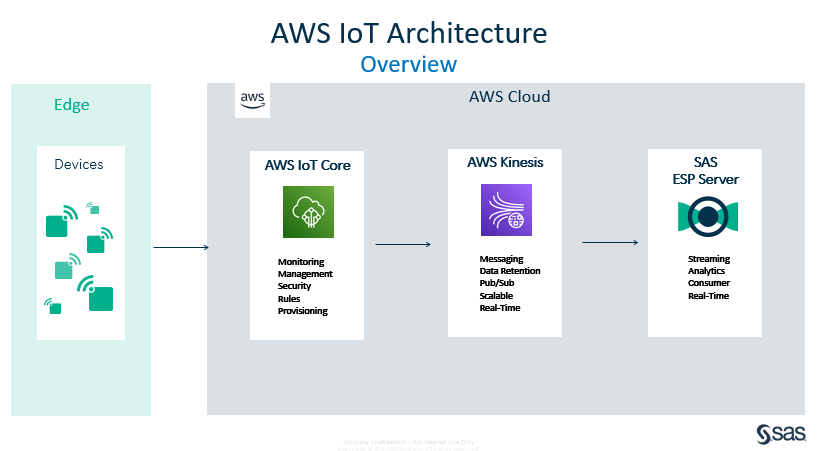 AWS IoT Architecture
Overview
Edge
Devices
aws
AWS Cloud
AWS IoT Core
Monitoring
Management
Security
Rules
Provisioning
AWS Kinesis
Messaging
Data Retention
Pub/Sub
Scalable
Real-Time
SAS
ESP Server
Streaming
Analytics
Consumer
Real-Time
Company Confidential – For Internal Use Only
sas